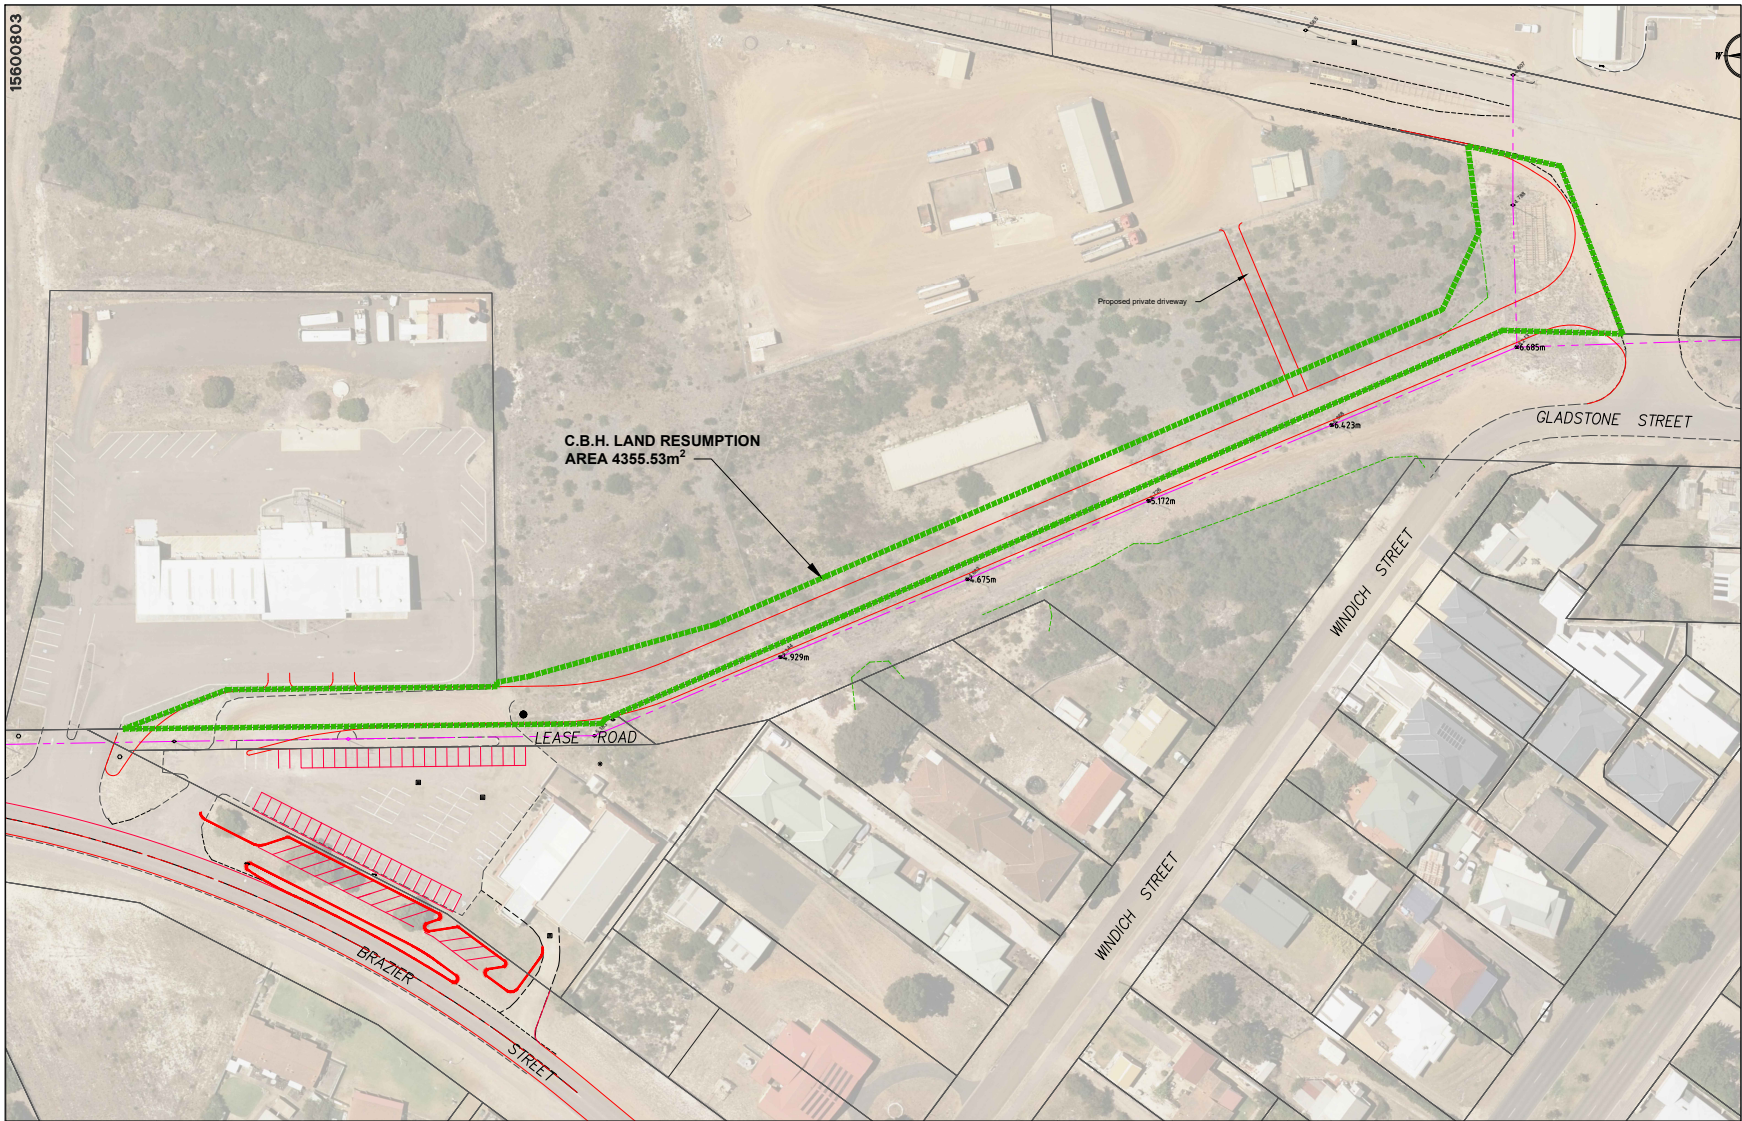 15600803
W
Proposed private driveway
6.685m
GLADSTONE STREET
6.423m
C.B.H. LAND RESUMPTION
AREA 4355.53m²
5.172m
WINDICH STREET
4.675m
4.929m
LEASE ROAD
WINDICH STREET
BRAZIER
STREET